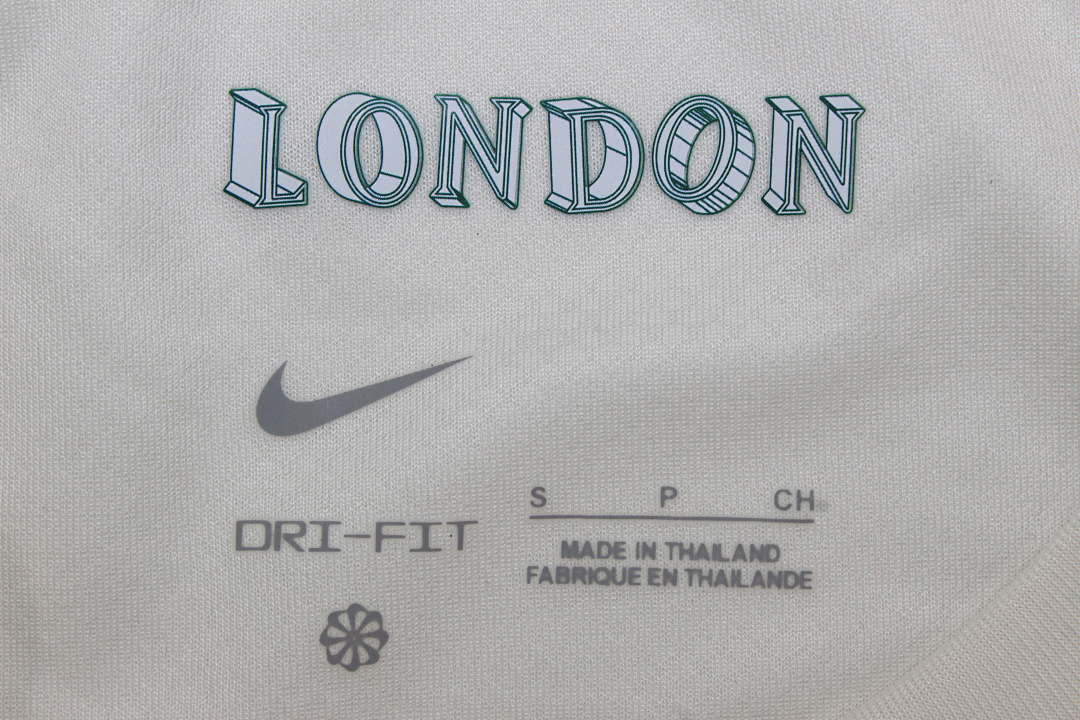 LONDON
DRI-FIT
S P CH
MADE IN THAILAND
FABRIQUE EN THAILANDE